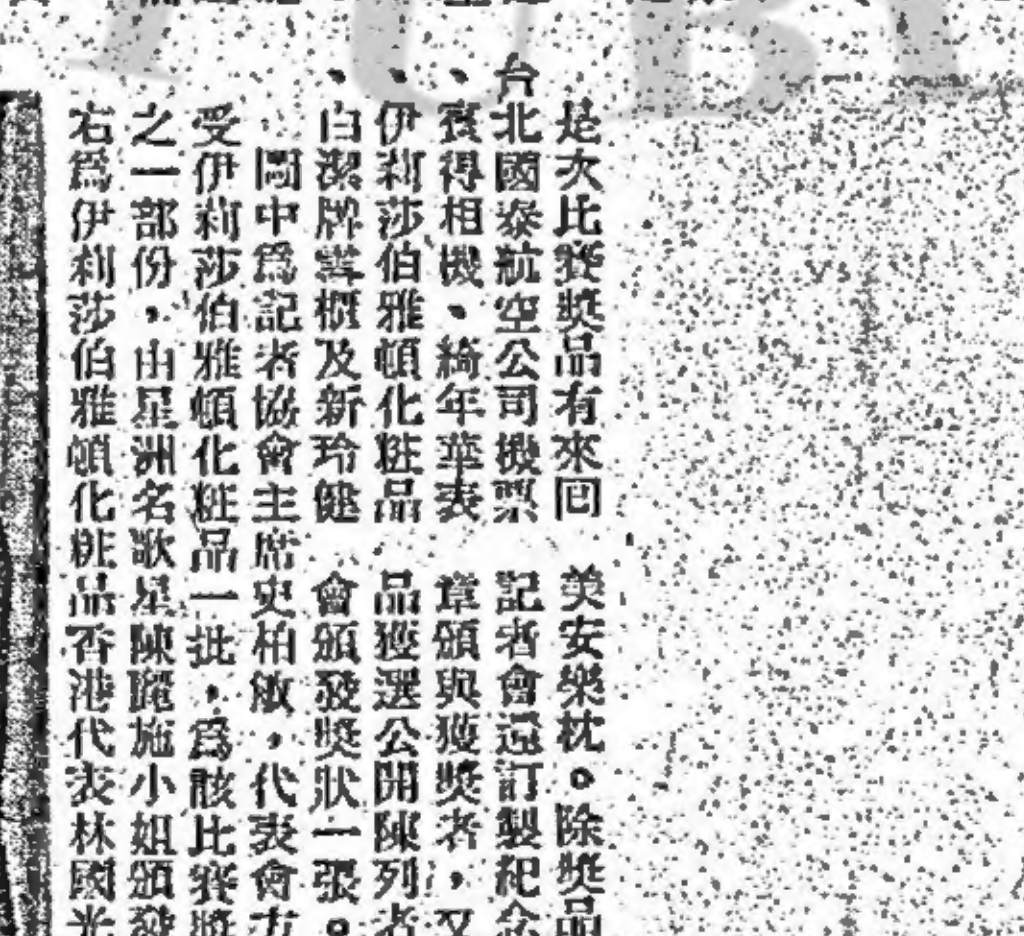 是次比賽獎品有來回
台北國泰航空公司機票
、賓得相機、綺年華表
、伊莉莎伯雅頓化粧品
、白潔牌雪櫃及新玲健
美安樂枕。除獎品
記者會還訂製紀念
章頒與獲獎者，又
品獲選公開陳列者
會頒發獎狀一張。
圖中為記者協會主席史柏敏，代表會方
受伊莉莎伯雅頓化粧品一批，為該比賽獎
之一部份，由星洲名歌星陳麗施小姐頒發
右為伊利莎伯雅頓化粧品香港代表林國光